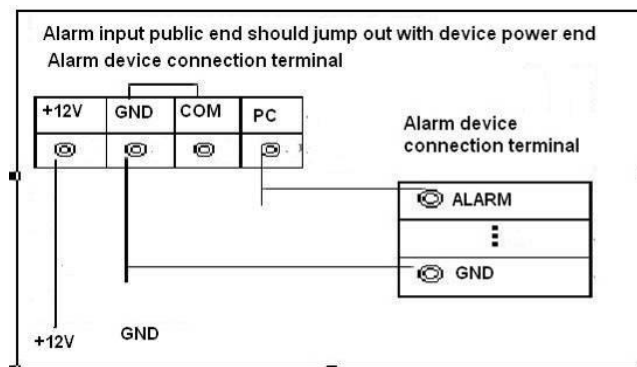 Alarm input public end should jump out with device power end
Alarm device connection terminal
+12V GND COM PC
Alarm device
connection terminal
ALARM
GND
+12V GND